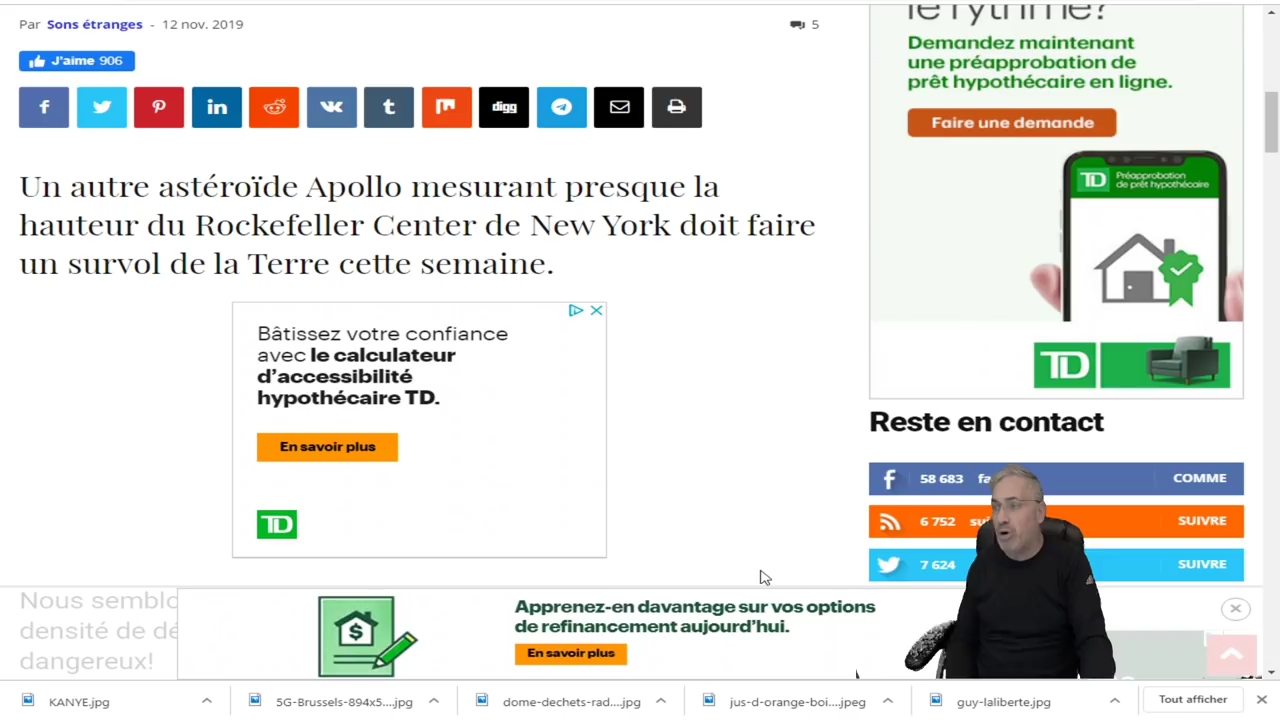 Par Sons étranges - 12 nov. 2019
5
J'aime 906
digg
Un autre astéroïde Apollo mesurant presque la
hauteur du Rockefeller Center de New York doit faire
un survol de la Terre cette semaine.
Bâtissez votre confiance
avec le calculateur
d'accessibilité
hypothécaire TD.
En savoir plus
TD
Nous semblo
densité de dé
dangereux!
Apprenez-en davantage sur vos options
de refinancement aujourd'hui.
En savoir plus
le rythme?
Demandez maintenant
une préapprobation de
prêt hypothécaire en ligne.
Faire une demande
TD Préapprobation
de prêt hypothécaire
TD
Reste en contact
58 683 COMME
6 752 SUIVRE
7 624 SUIVRE
KANYE.jpg
5G-Brussels-894x5....jpg
dome-dechets-rad....jpg
jus-d-orange-boi....jpeg
guy-laliberte.jpg
Tout afficher